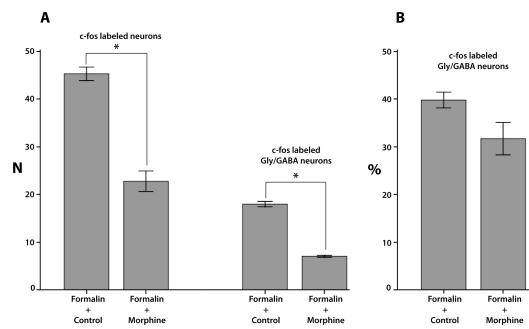 A
c-fos labeled neurons
*
50
40
30
20
10
0
N
c-fos labeled
Gly/GABA neurons
*
Formalin
+
Control
Formalin
+
Morphine
Formalin
+
Control
Formalin
+
Morphine
B
c-fos labeled
Gly/GABA neurons
50
40
30
20
10
0
%
Formalin
+
Control
Formalin
+
Morphine